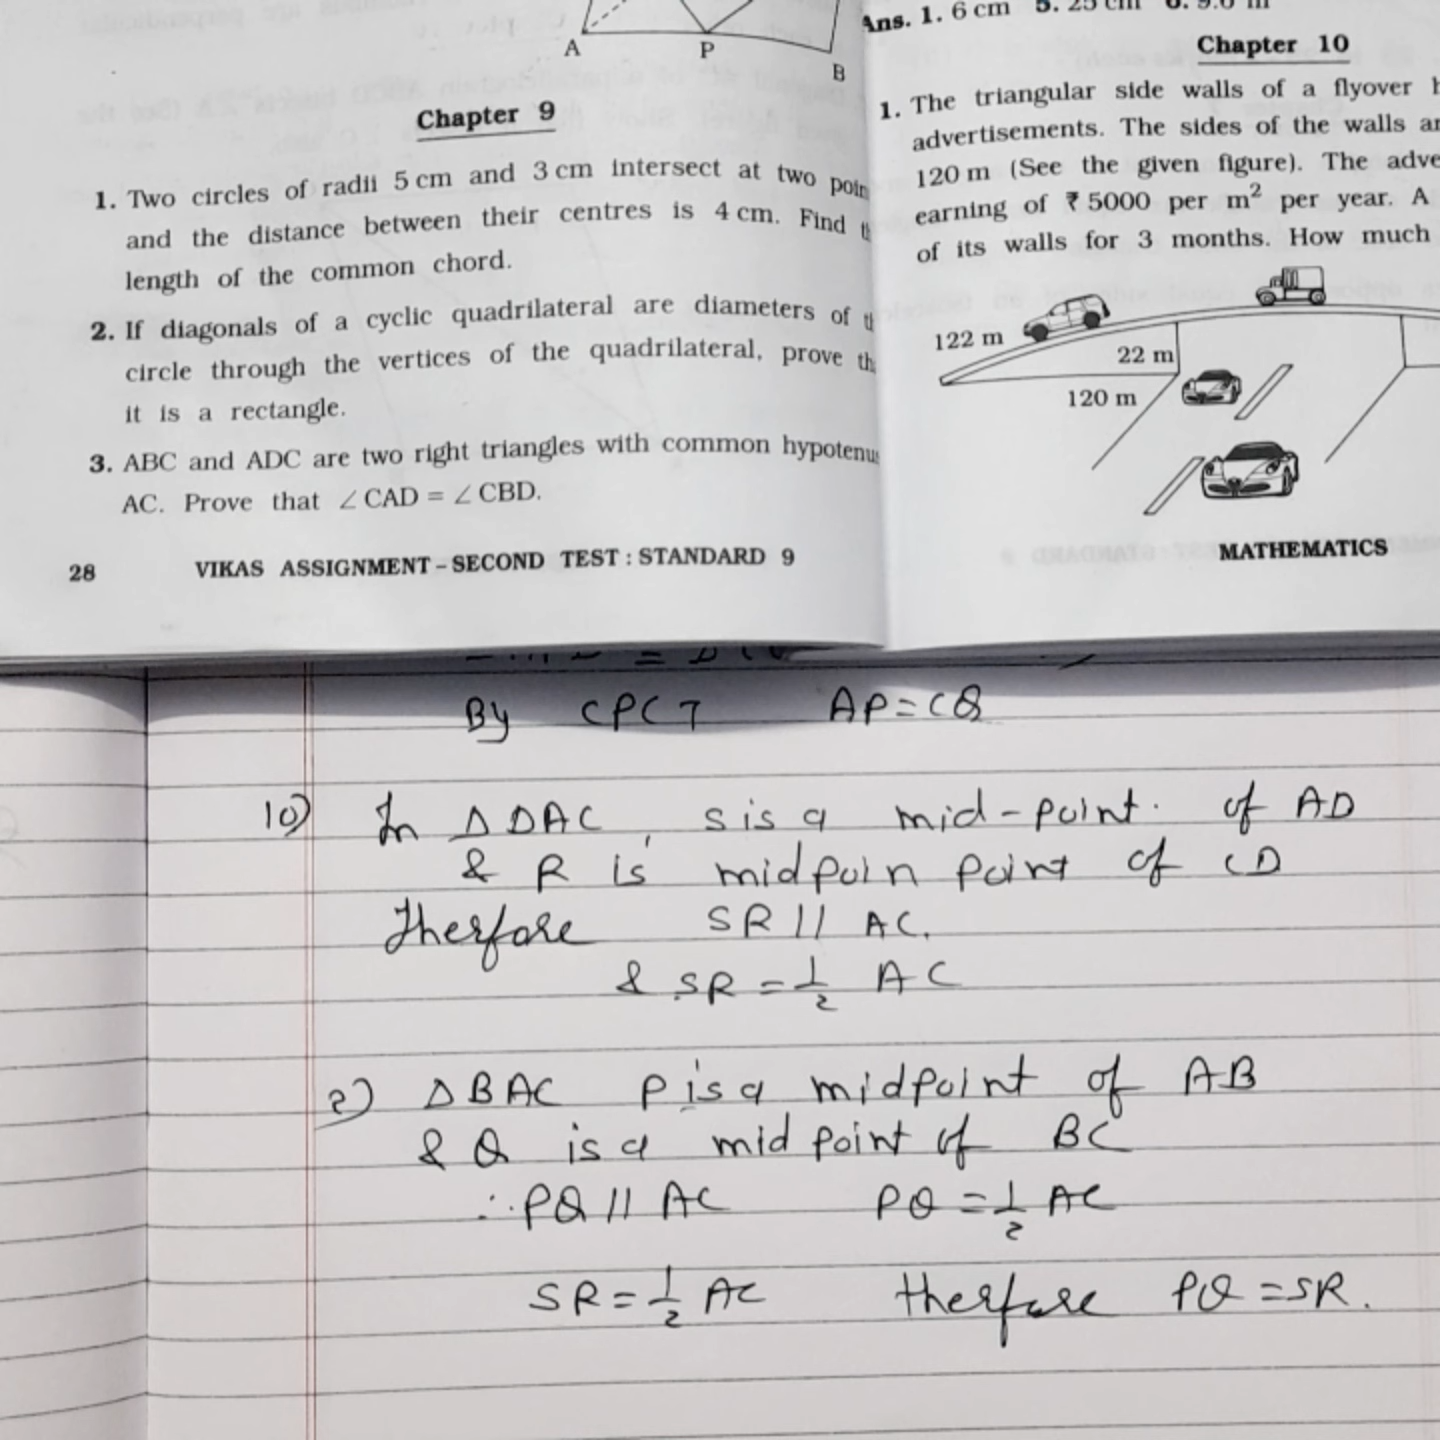 A
P
B
Chapter 9
1. Two circles of radii 5 cm and 3 cm intersect at two
and the distance between their centres is 4 cm. Find
length of the common chord.
2. If diagonals of a cyclic quadrilateral are diameters of
circle through the vertices of the quadrilateral, prove
it is a rectangle.
3. ABC and ADC are two right triangles with common
AC. Prove that ∠CAD = ∠CBD.
28 VIKAS ASSIGNMENT – SECOND TEST : STANDARD 9
Ans. 1. 6 cm
Chapter 10
1. The triangular side walls of a flyover
advertisements. The sides of the walls
120 m (See the given figure). The
earning of ₹ 5000 per m² per year. A
of its walls for 3 months. How much
122 m
22 m
120 m
MATHEMATICS
By CPCT AP=CQ
10) In △DAC, S is a mid-point. of AD
& R is midpoin point of CD
Therfore SR || AC.
& SR = 1/2 AC
2) △BAC P is a midpoint of AB
& Q is a mid point of BC
∴ PQ || AC PQ = 1/2 AC
SR = 1/2 AC therfore PQ = SR.